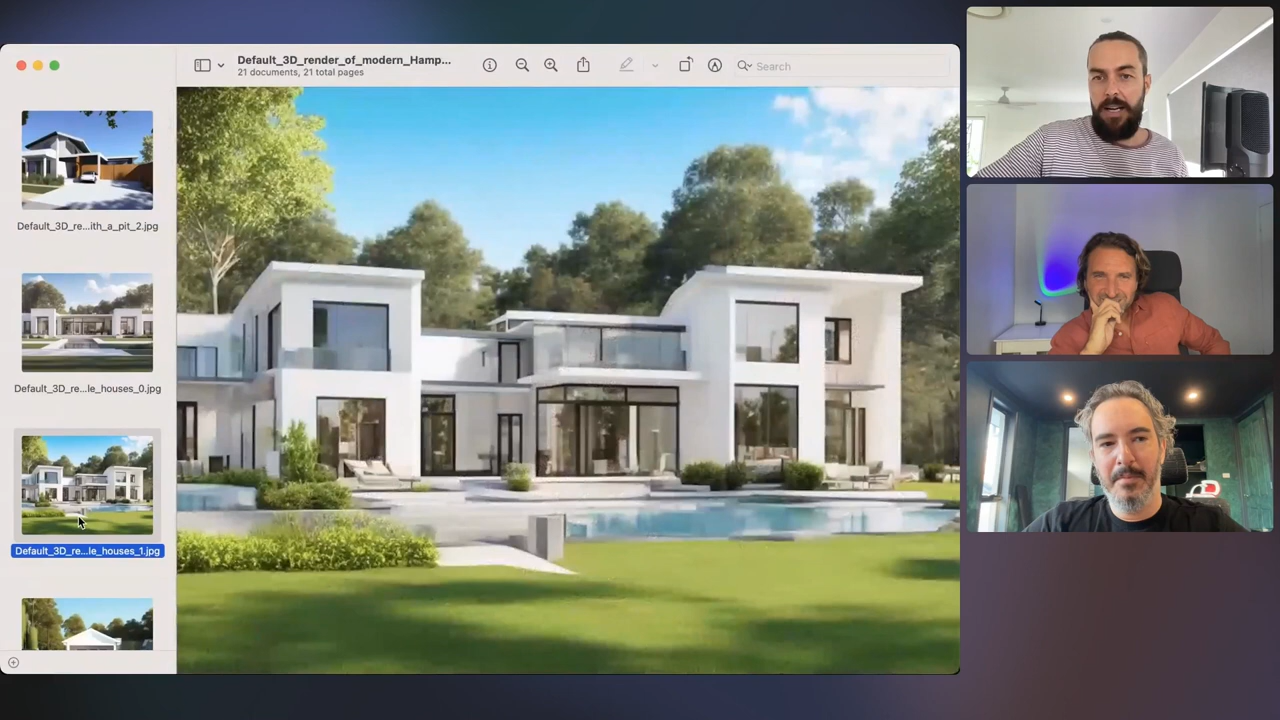 Default_3D_render_of_modern_Hamp...
21 documents, 21 total pages
Search
Default_3D_re...ith_a_pit_2.jpg
Default_3D_re...le_houses_0.jpg
Default_3D_re...le_houses_1.jpg